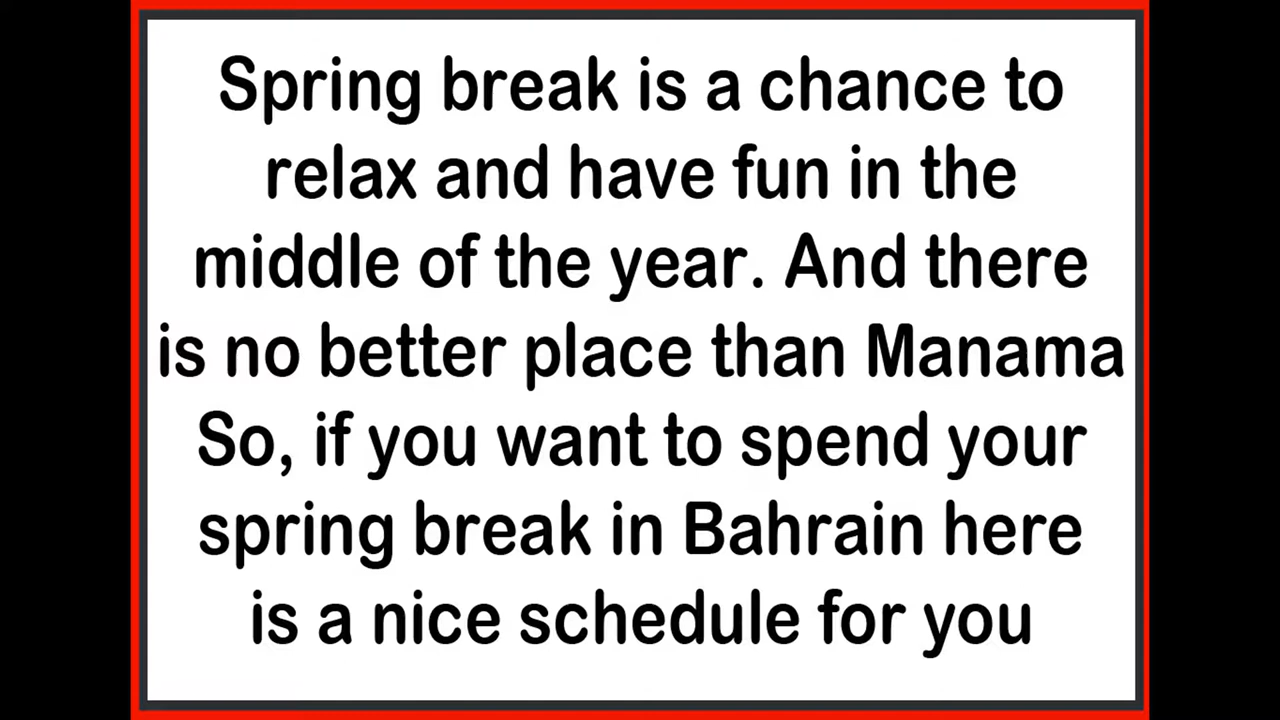 Spring break is a chance to
relax and have fun in the
middle of the year. And there
is no better place than Manama
So, if you want to spend your
spring break in Bahrain here
is a nice schedule for you